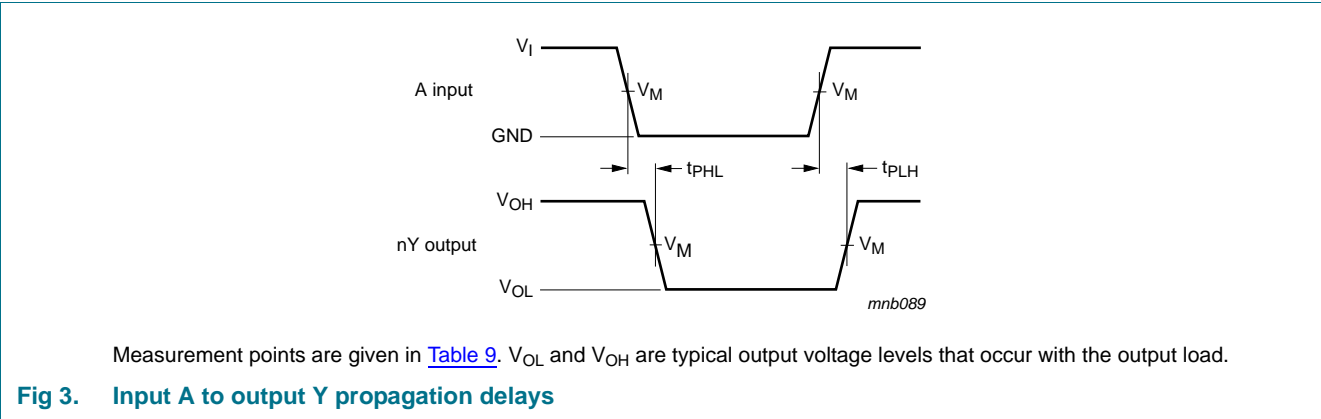 V_I
A input
V_M
V_M
GND
t_PHL
t_PLH
V_OH
nY output
V_M
V_M
V_OL
mnb089
Measurement points are given in Table 9. V_OL and V_OH are typical output voltage levels that occur with the output load.
Fig 3. Input A to output Y propagation delays